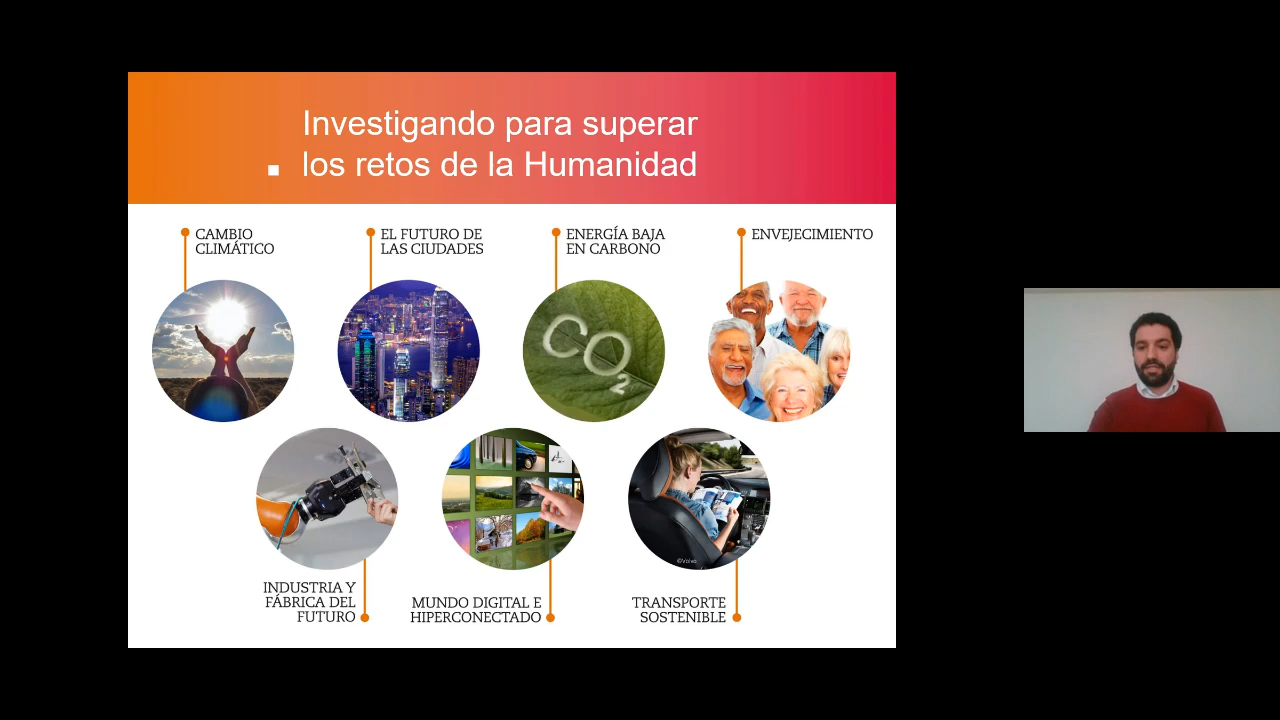 Investigando para superar
los retos de la Humanidad
CAMBIO
CLIMÁTICO
EL FUTURO DE
LAS CIUDADES
ENERGÍA BAJA
EN CARBONO
ENVEJECIMIENTO
CO2
©Volvo
INDUSTRIA Y
FÁBRICA DEL
FUTURO
MUNDO DIGITAL E
HIPERCONECTADO
TRANSPORTE
SOSTENIBLE